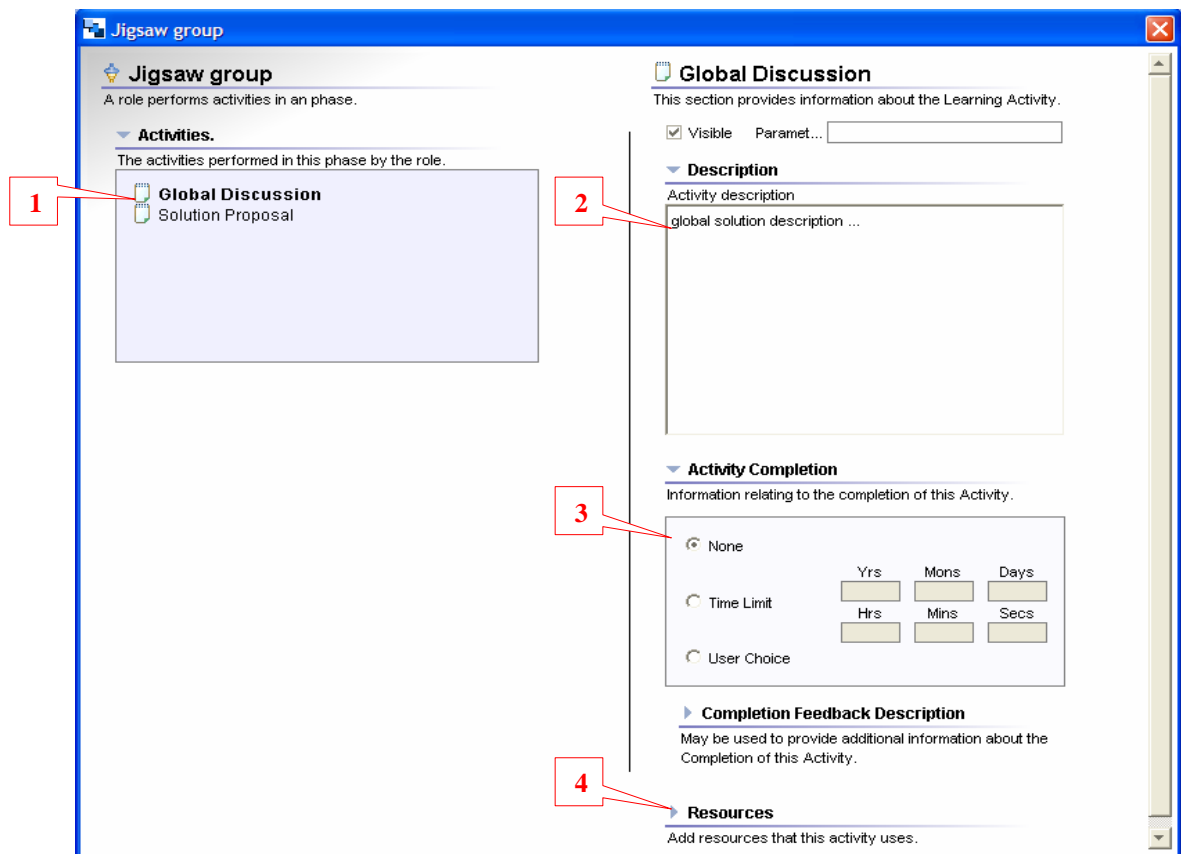 Jigsaw group
Jigsaw group
A role performs activities in an phase.
Activities.
The activities performed in this phase by the role.
1
Global Discussion
Solution Proposal
Global Discussion
This section provides information about the Learning Activity.
Visible Paramet...
Description
Activity description
2
global solution description ...
Activity Completion
Information relating to the completion of this Activity.
3
None
Yrs Mons Days
Time Limit
Hrs Mins Secs
User Choice
Completion Feedback Description
May be used to provide additional information about the
Completion of this Activity.
4
Resources
Add resources that this activity uses.